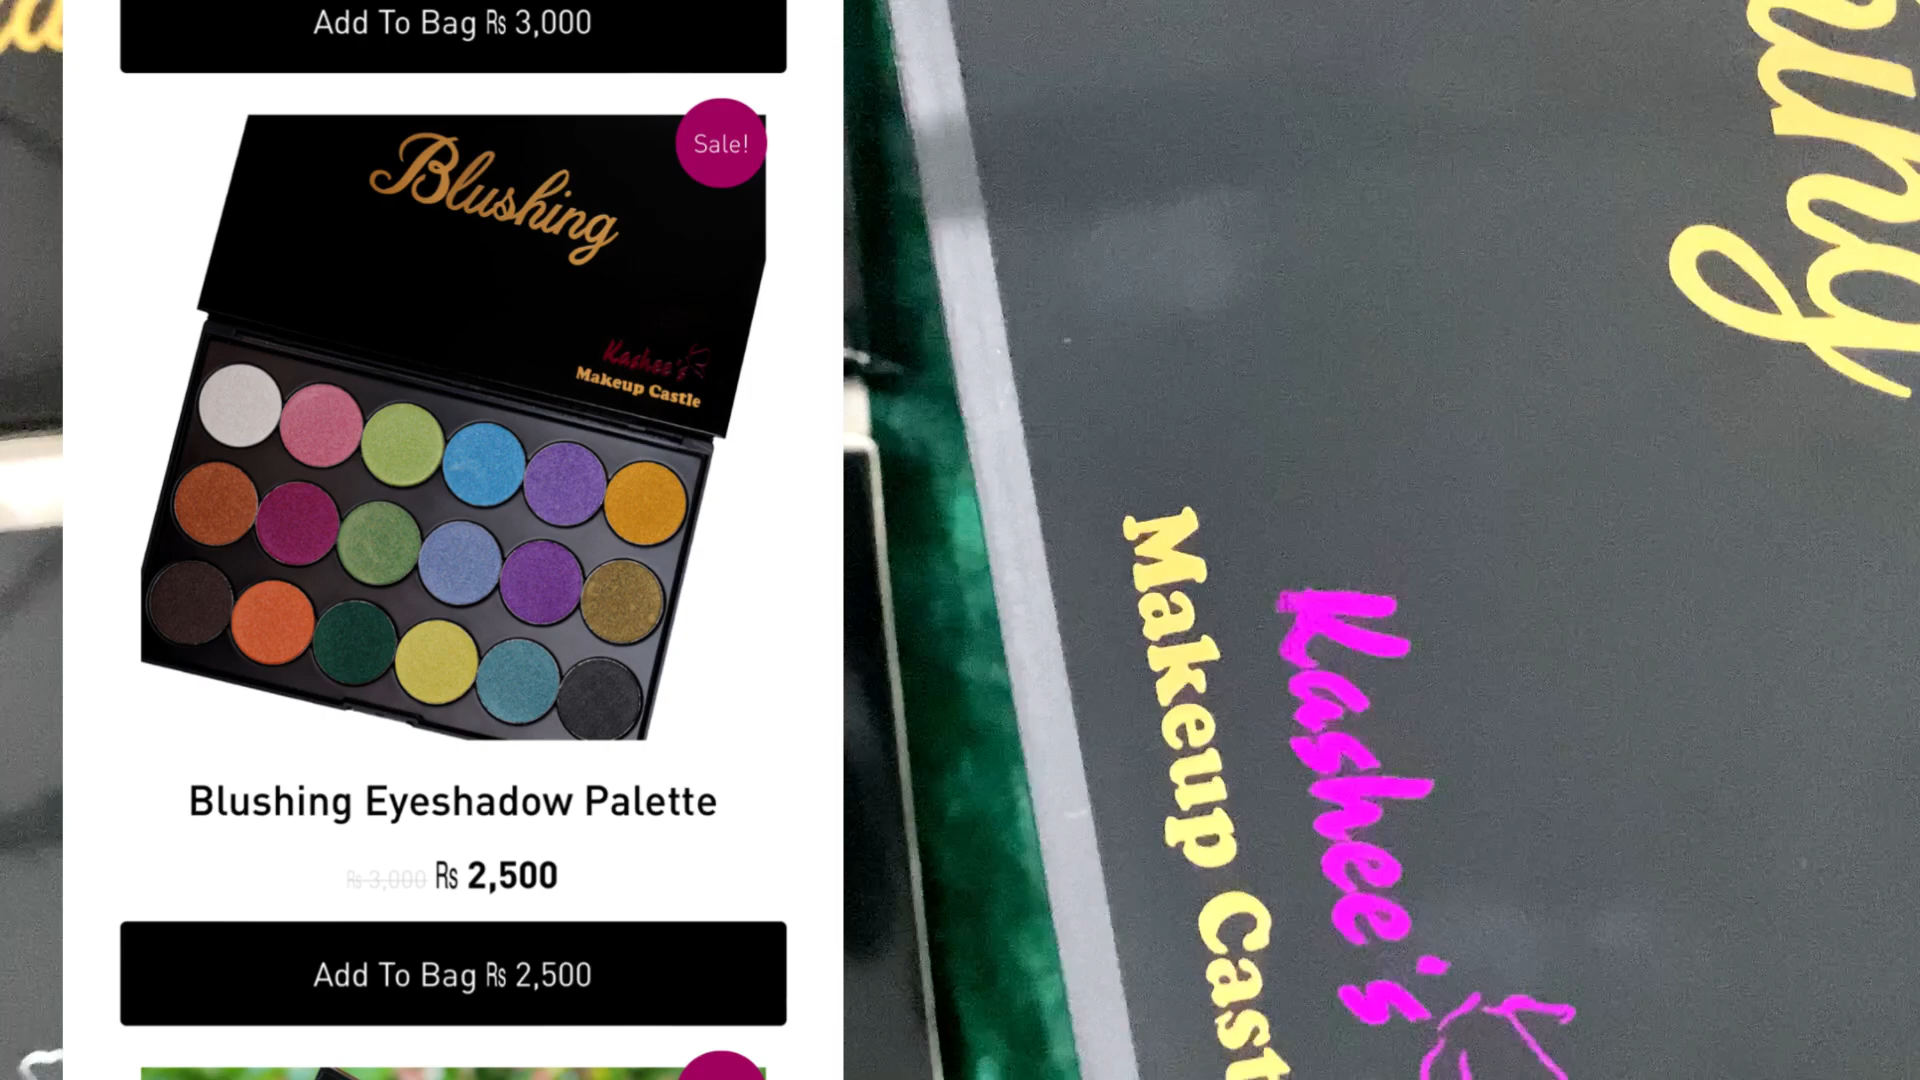 Add To Bag ₨ 3,000
Sale!
Blushing
Kashee's
Makeup Castle
Blushing Eyeshadow Palette
₨ 3,000 ₨ 2,500
Add To Bag ₨ 2,500
Kashee's
Makeup Cast